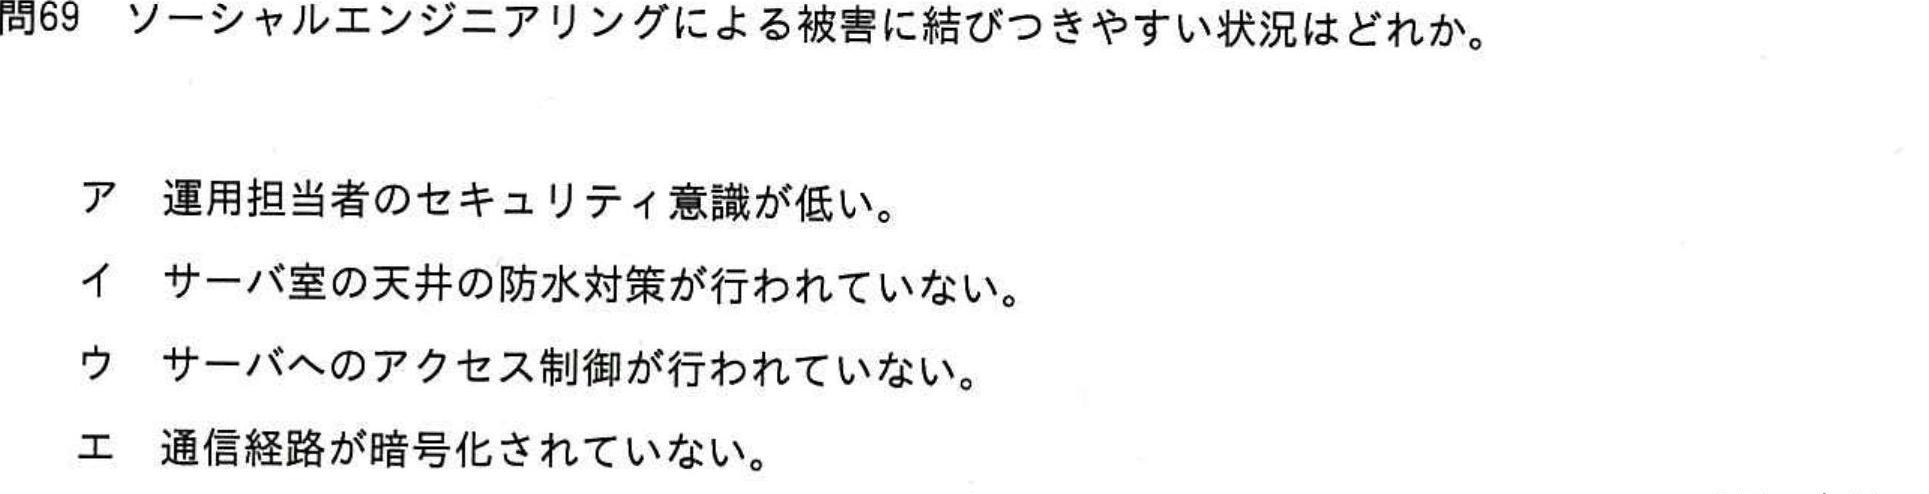 問69　ソーシャルエンジニアリングによる被害に結びつきやすい状況はどれか。
ア　運用担当者のセキュリティ意識が低い。
イ　サーバ室の天井の防水対策が行われていない。
ウ　サーバへのアクセス制御が行われていない。
エ　通信経路が暗号化されていない。